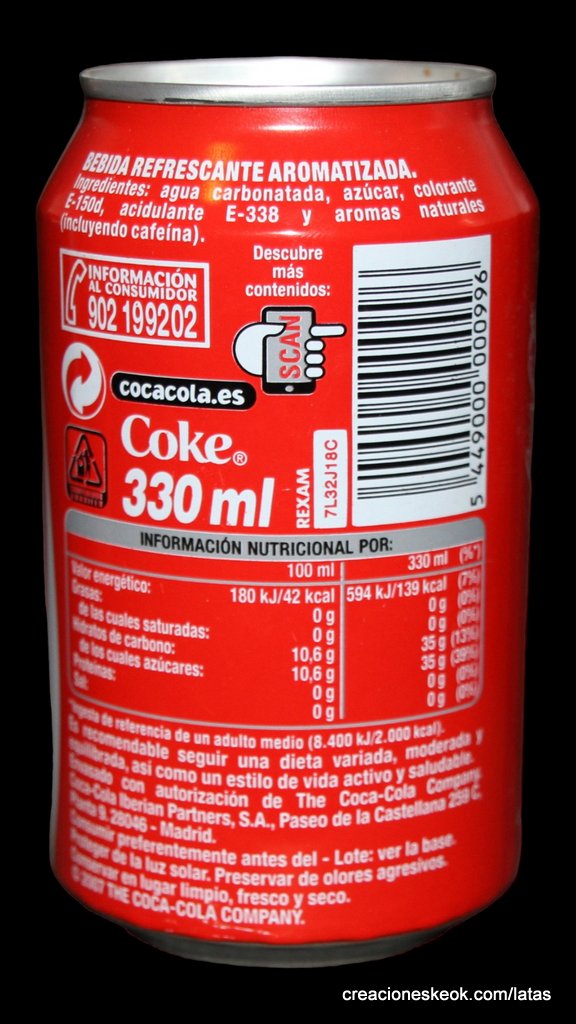 BEBIDA REFRESCANTE AROMATIZADA.
Ingredientes: agua carbonatada, azúcar, colorante
E-150d, acidulante E-338 y aromas naturales
(incluyendo cafeína).
INFORMACIÓN
AL CONSUMIDOR
902 199202
Descubre
más
contenidos:
SCAN
cocacola.es
Coke®
330 ml
REXAM
7L32J18C
5 449000 000996
INFORMACIÓN NUTRICIONAL POR:
100 ml 330 ml (%*)
Valor energético: 180 kJ/42 kcal 594 kJ/139 kcal (7%)
Grasas: 0 g 0 g (0%)
de las cuales saturadas: 0 g 0 g (0%)
Hidratos de carbono: 10,6 g 35 g (13%)
de los cuales azúcares: 10,6 g 35 g (39%)
Proteínas: 0 g 0 g (0%)
Sal: 0 g 0 g (0%)
*Ingesta de referencia de un adulto medio (8.400 kJ/2.000 kcal).
Es recomendable seguir una dieta variada, moderada y
equilibrada, así como un estilo de vida activo y saludable.
Envasado con autorización de The Coca-Cola Company
Coca-Cola Iberian Partners, S.A., Paseo de la Castellana 259 C,
Planta 9, 28046 - Madrid.
Consumir preferentemente antes del - Lote: ver la base.
Proteger de la luz solar. Preservar de olores agresivos.
Conservar en lugar limpio, fresco y seco.
© 2007 THE COCA-COLA COMPANY.
creacioneskeok.com/latas